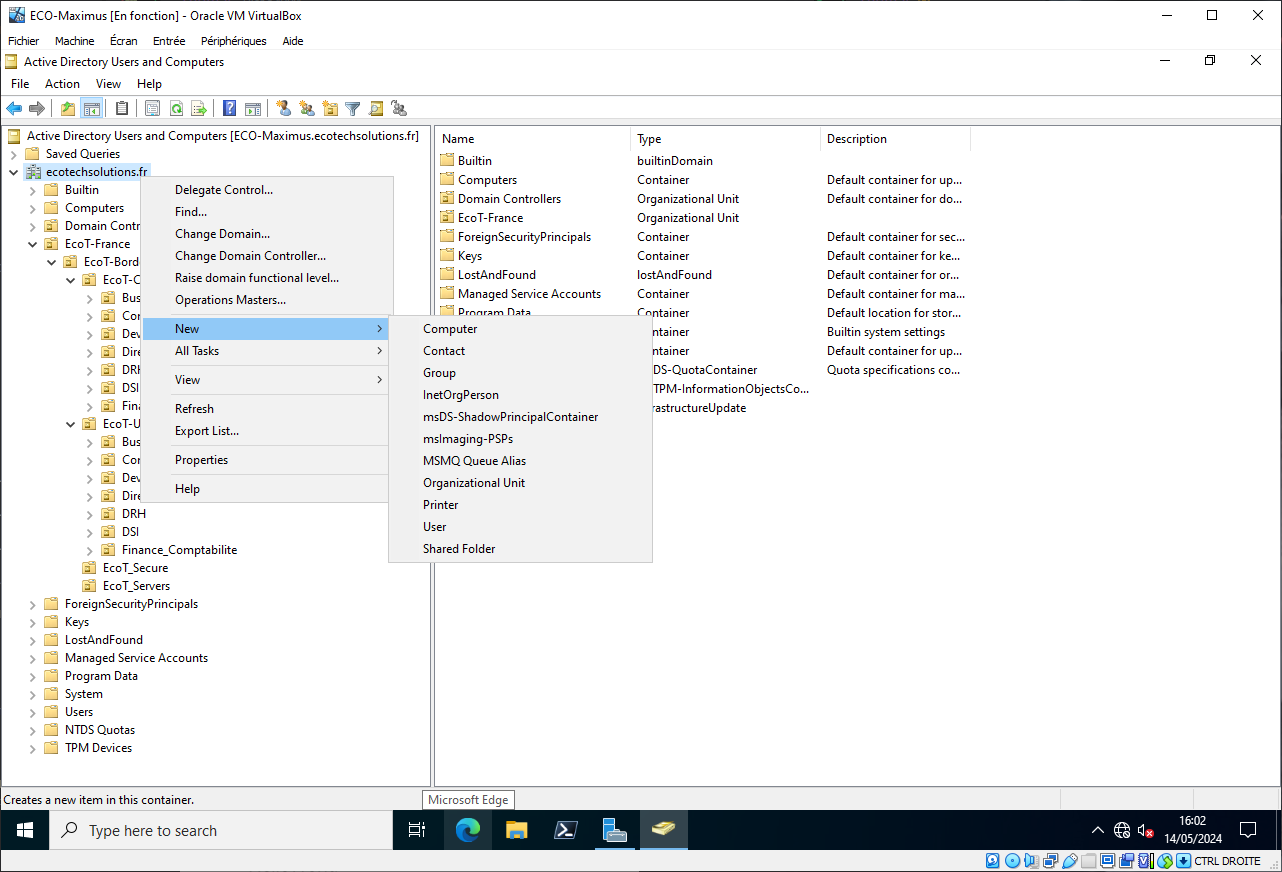 ECO-Maximus [En fonction] - Oracle VM VirtualBox
Fichier Machine Écran Entrée Périphériques Aide
Active Directory Users and Computers
File Action View Help
Active Directory Users and Computers [ECO-Maximus.ecotechsolutions.fr]
Saved Queries
ecotechsolutions.fr
Builtin
Computers
Domain Contr
EcoT-France
EcoT-Bord
EcoT-C
Bus
Cor
Dev
Dire
DRH
DSI
Fina
EcoT-U
Bus
Cor
Dev
Dire
DRH
DSI
Finance_Comptabilite
EcoT_Secure
EcoT_Servers
ForeignSecurityPrincipals
Keys
LostAndFound
Managed Service Accounts
Program Data
System
Users
NTDS Quotas
TPM Devices
Delegate Control...
Find...
Change Domain...
Change Domain Controller...
Raise domain functional level...
Operations Masters...
New
All Tasks
View
Refresh
Export List...
Properties
Help
Computer
Contact
Group
InetOrgPerson
msDS-ShadowPrincipalContainer
msImaging-PSPs
MSMQ Queue Alias
Organizational Unit
Printer
User
Shared Folder
Name Type Description
Builtin builtinDomain
Computers Container Default container for up...
Domain Controllers Organizational Unit Default container for do...
EcoT-France Organizational Unit
ForeignSecurityPrincipals Container Default container for sec...
Keys Container Default container for ke...
LostAndFound lostAndFound Default container for or...
Managed Service Accounts Container Default container for ma...
Program Data Container Default location for stor...
ntainer Builtin system settings
ntainer Default container for up...
DS-QuotaContainer Quota specifications co...
TPM-InformationObjectsCo...
rastructureUpdate
Creates a new item in this container.
Microsoft Edge
Type here to search
16:02
14/05/2024
CTRL DROITE